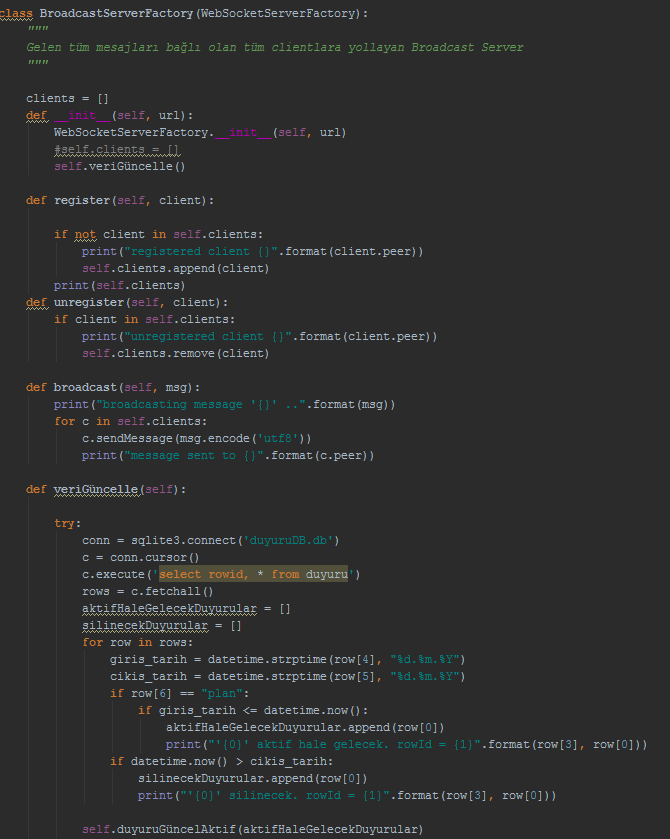 class BroadcastServerFactory(WebSocketServerFactory):
    """
    Gelen tüm mesajları bağlı olan tüm clientlara yollayan Broadcast Server
    """
    clients = []
    def __init__(self, url):
        WebSocketServerFactory.__init__(self, url)
        #self.clients = []
        self.veriGüncelle()
    def register(self, client):
        if not client in self.clients:
            print("registered client {}".format(client.peer))
            self.clients.append(client)
        print(self.clients)
    def unregister(self, client):
        if client in self.clients:
            print("unregistered client {}".format(client.peer))
            self.clients.remove(client)
    def broadcast(self, msg):
        print("broadcasting message '{}' ..".format(msg))
        for c in self.clients:
            c.sendMessage(msg.encode('utf8'))
            print("message sent to {}".format(c.peer))
    def veriGüncelle(self):
        try:
            conn = sqlite3.connect('duyuruDB.db')
            c = conn.cursor()
            c.execute('select rowid, * from duyuru')
            rows = c.fetchall()
            aktifHaleGelecekDuyurular = []
            silinecekDuyurular = []
            for row in rows:
                giris_tarih = datetime.strptime(row[4], "%d.%m.%Y")
                cikis_tarih = datetime.strptime(row[5], "%d.%m.%Y")
                if row[6] == "plan":
                    if giris_tarih <= datetime.now():
                        aktifHaleGelecekDuyurular.append(row[0])
                        print("'{0}' aktif hale gelecek. rowId = {1}".format(row[3], row[0]))
                if datetime.now() > cikis_tarih:
                    silinecekDuyurular.append(row[0])
                    print("'{0}' silinecek. rowId = {1}".format(row[3], row[0]))
            self.duyuruGüncelAktif(aktifHaleGelecekDuyurular)